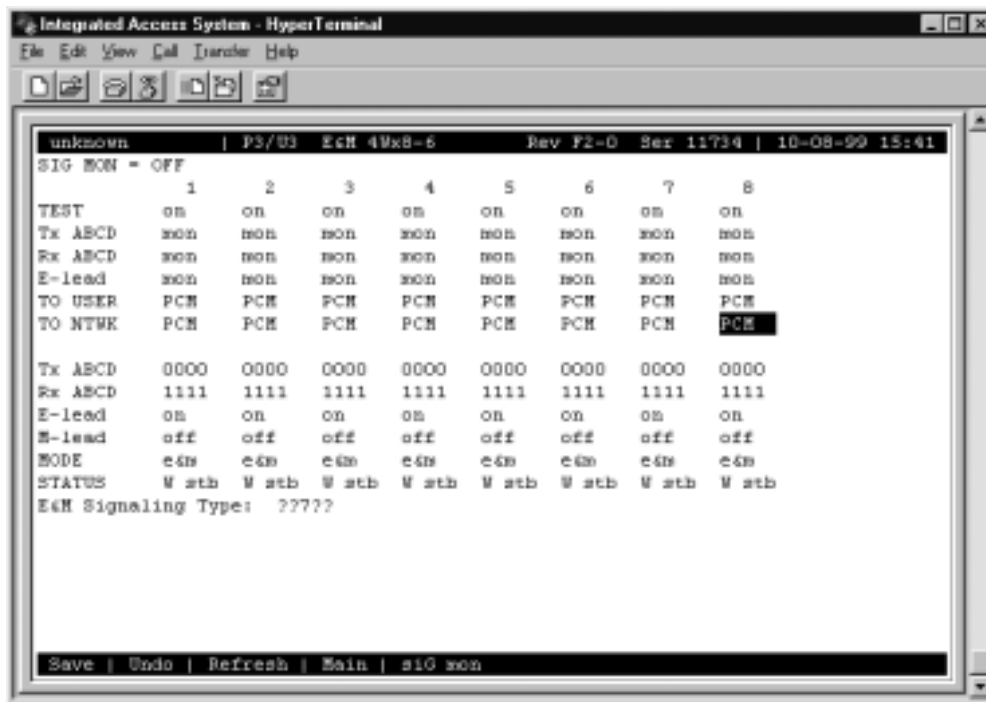 Integrated Access System - HyperTerminal
File Edit View Call Transfer Help
unknown | P3/U3 E&M 4Wx8-6 Rev F2-0 Ser 11734 | 10-08-99 15:41
SIG MON = OFF
1 2 3 4 5 6 7 8
TEST on on on on on on on on
Tx ABCD mon mon mon mon mon mon mon mon
Rx ABCD mon mon mon mon mon mon mon mon
E-lead mon mon mon mon mon mon mon mon
TO USER PCM PCM PCM PCM PCM PCM PCM PCM
TO NTWK PCM PCM PCM PCM PCM PCM PCM PCM
Tx ABCD 0000 0000 0000 0000 0000 0000 0000 0000
Rx ABCD 1111 1111 1111 1111 1111 1111 1111 1111
E-lead on on on on on on on on
M-lead off off off off off off off off
MODE e&m e&m e&m e&m e&m e&m e&m e&m
STATUS W stb W stb W stb W stb W stb W stb W stb W stb
E&M Signaling Type: ?????
Save | Undo | Refresh | Main | siG mon